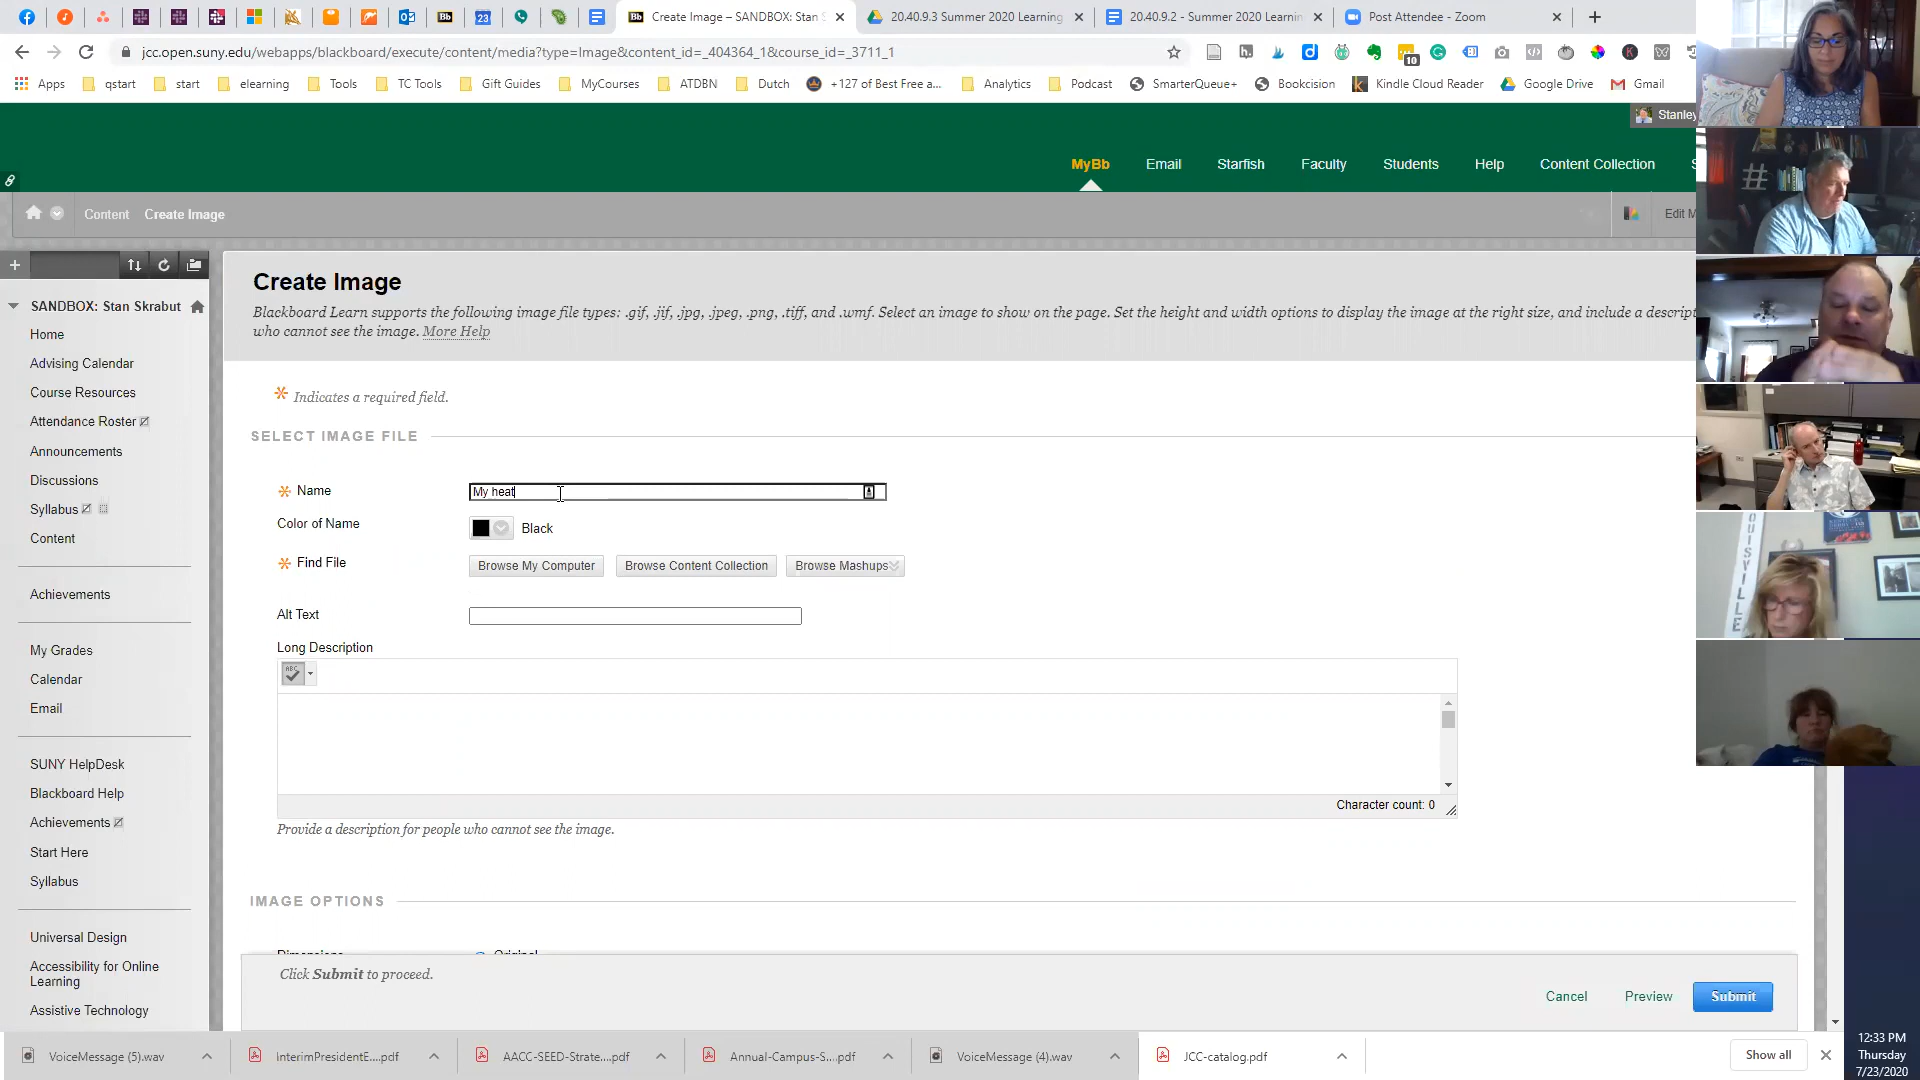 Create Image – SANDBOX: Stan S
20.40.9.3 Summer 2020 Learning
20.40.9.2 - Summer 2020 Learnin
Post Attendee - Zoom
jcc.open.suny.edu/webapps/blackboard/execute/content/media?type=Image&content_id=_404364_1&course_id=_3711_1
10
Apps
qstart
start
elearning
Tools
TC Tools
Gift Guides
MyCourses
ATDBN
Dutch
+127 of Best Free a...
Analytics
Podcast
SmarterQueue+
Bookcision
Kindle Cloud Reader
Google Drive
Gmail
Stanley
MyBb
Email
Starfish
Faculty
Students
Help
Content Collection
Content
Create Image
Edit M
SANDBOX: Stan Skrabut
Home
Advising Calendar
Course Resources
Attendance Roster
Announcements
Discussions
Syllabus
Content
Achievements
My Grades
Calendar
Email
SUNY HelpDesk
Blackboard Help
Achievements
Start Here
Syllabus
Universal Design
Accessibility for Online
Learning
Assistive Technology
Create Image
Blackboard Learn supports the following image file types: .gif, .jif, .jpg, .jpeg, .png, .tiff, and .wmf. Select an image to show on the page. Set the height and width options to display the image at the right size, and include a descripti
who cannot see the image. More Help
Indicates a required field.
SELECT IMAGE FILE
Name
My heat
Color of Name
Black
Find File
Browse My Computer
Browse Content Collection
Browse Mashups
Alt Text
Long Description
ABC
Character count: 0
Provide a description for people who cannot see the image.
IMAGE OPTIONS
Dimensions
Original
Click Submit to proceed.
Cancel
Preview
Submit
VoiceMessage (5).wav
InterimPresidentE....pdf
AACC-SEED-Strate....pdf
Annual-Campus-S....pdf
VoiceMessage (4).wav
JCC-catalog.pdf
Show all
12:33 PM
Thursday
7/23/2020
#
OUISVILLE